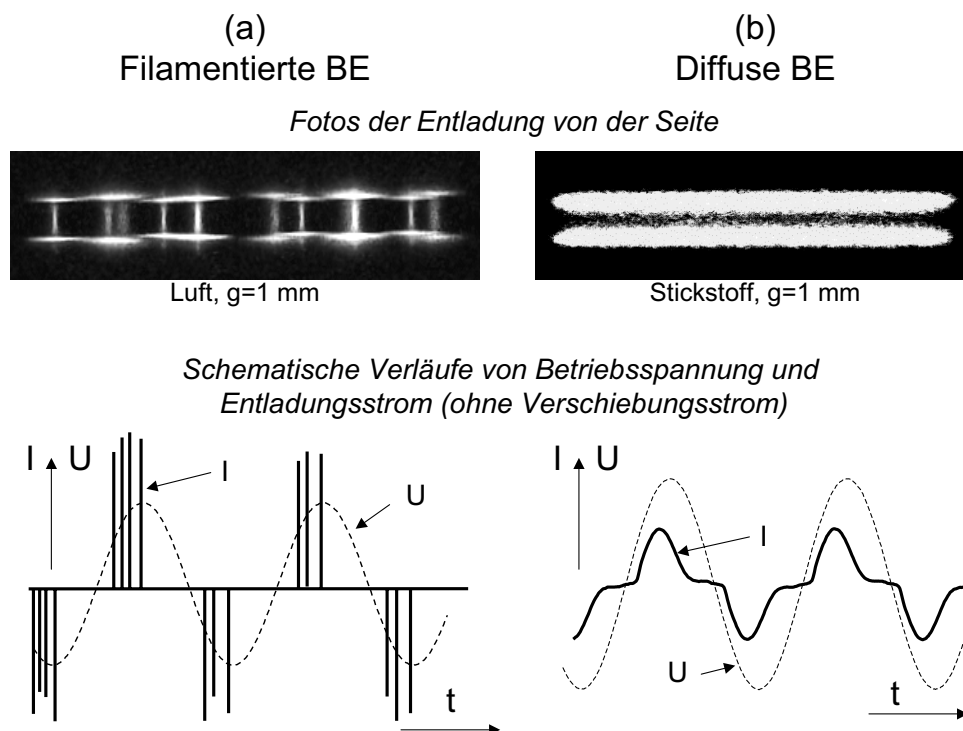 (a)
Filamentierte BE
(b)
Diffuse BE
Fotos der Entladung von der Seite
Luft, g=1 mm
Stickstoff, g=1 mm
Schematische Verläufe von Betriebsspannung und
Entladungsstrom (ohne Verschiebungsstrom)
I U
I
U
t
I U
I
U
t